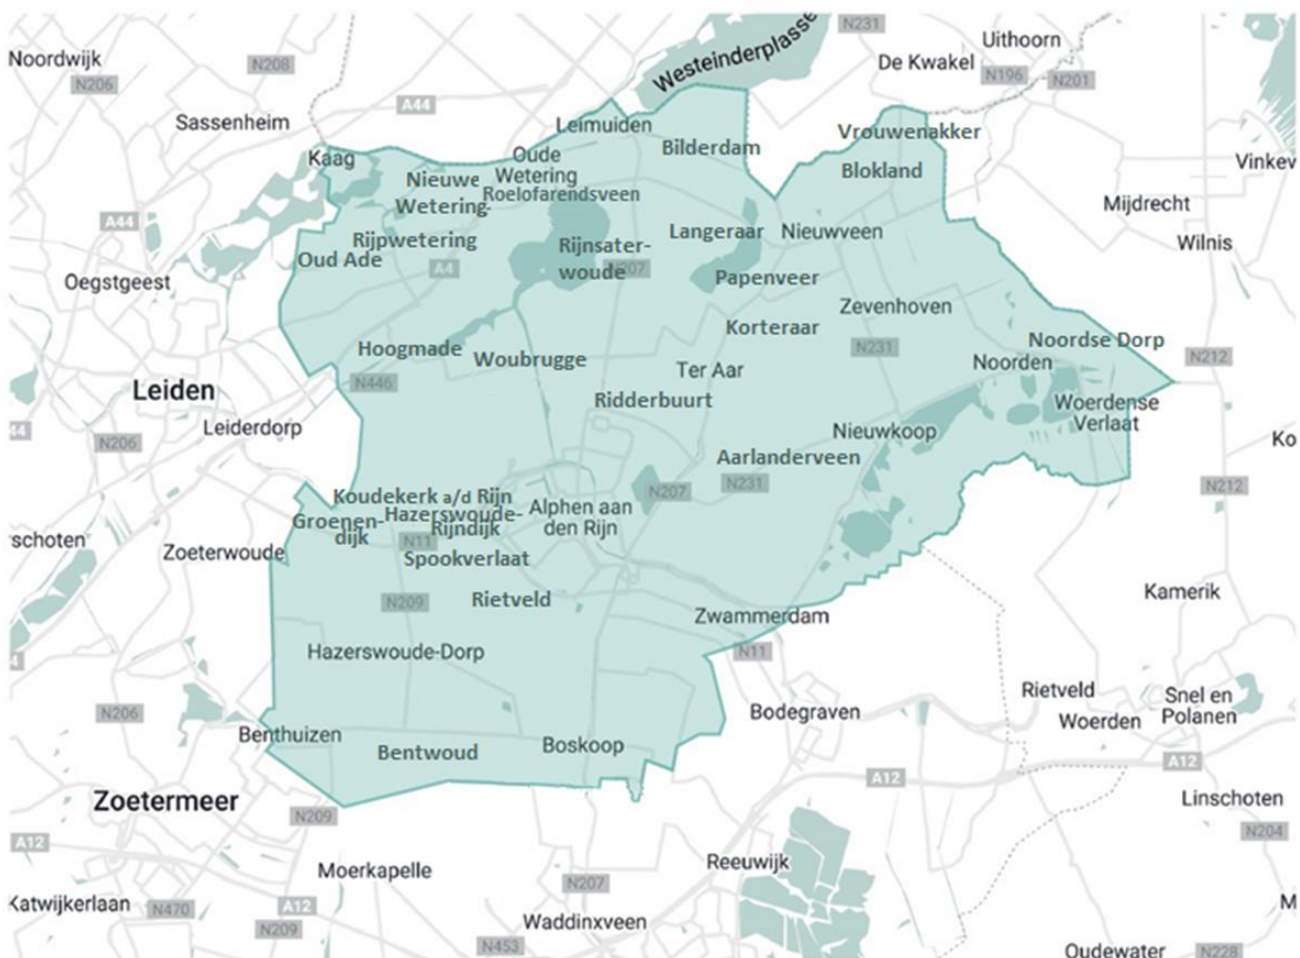 N231
Westeinderplasse
Uithoorn
De Kwakel
N196
N201
Noordwijk
N206
N208
A44
Sassenheim
Leimuiden
Vrouwenakker
Bilderdam
Blokland
Kaag
Oude
Wetering
Vinkev
Nieuwe
Wetering
Roelofarendsveen
Mijdrecht
A44
Rijpwetering
Oud Ade
A4
Rijnsater-
woude
N207
Langeraar
Nieuwveen
Wilnis
Oegstgeest
Papenveer
Zevenhoven
Korteraar
N231
Noordse Dorp
Noorden
N212
Hoogmade
Woubrugge
Ter Aar
N446
Leiden
Ridderbuurt
Woerdense
Verlaat
44
N206
Leiderdorp
Nieuwkoop
Ko
Aarlanderveen
N207
N231
N212
Koudekerk a/d Rijn
Groenen-
dijk
Hazerswoude-
Rijndijk
N11
Alphen aan
den Rijn
schoten
Zoeterwoude
Spookverlaat
N209
Rietveld
Kamerik
Zwammerdam
N11
Hazerswoude-Dorp
4
N206
Rietveld
Snel en
Polanen
Woerden
Bodegraven
Benthuizen
Bentwoud
Boskoop
A12
A12
Zoetermeer
N209
Linschoten
N204
A12
Moerkapelle
Reeuwijk
N207
Katwijkerlaan
N470
A12
N209
Waddinxveen
N453
M
Oudewater
N228